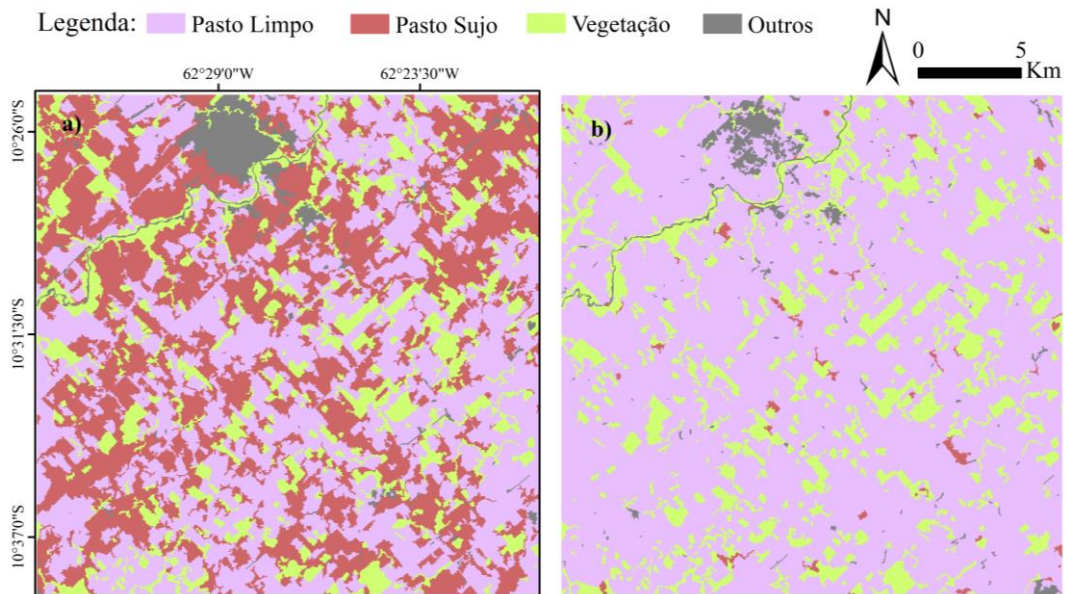 Legenda: Pasto Limpo Pasto Sujo Vegetação Outros
N
0 5
Km
62°29'0"W 62°23'30"W
10°26'0"S
10°31'30"S
10°37'0"S
a)
b)